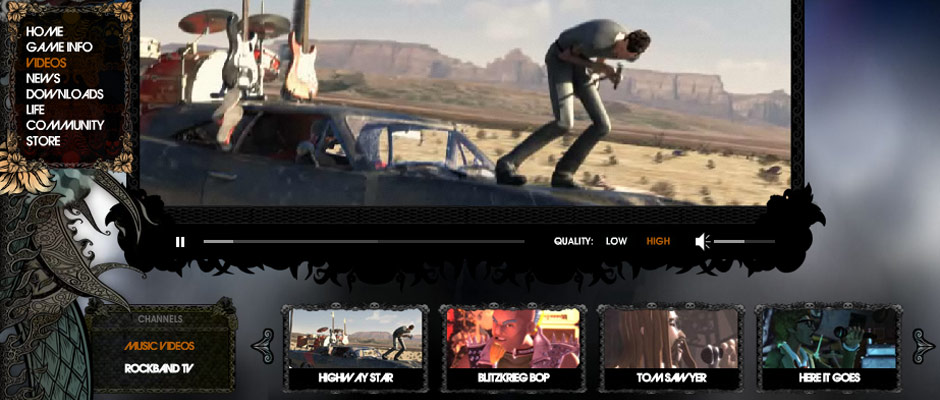 HOME
GAME INFO
VIDEOS
NEWS
DOWNLOADS
LIFE
COMMUNITY
STORE
QUALITY: LOW HIGH
CHANNELS
MUSIC VIDEOS
ROCKBAND TV
HIGHWAY STAR
BLITZKRIEG BOP
TOM SAWYER
HERE IT GOES